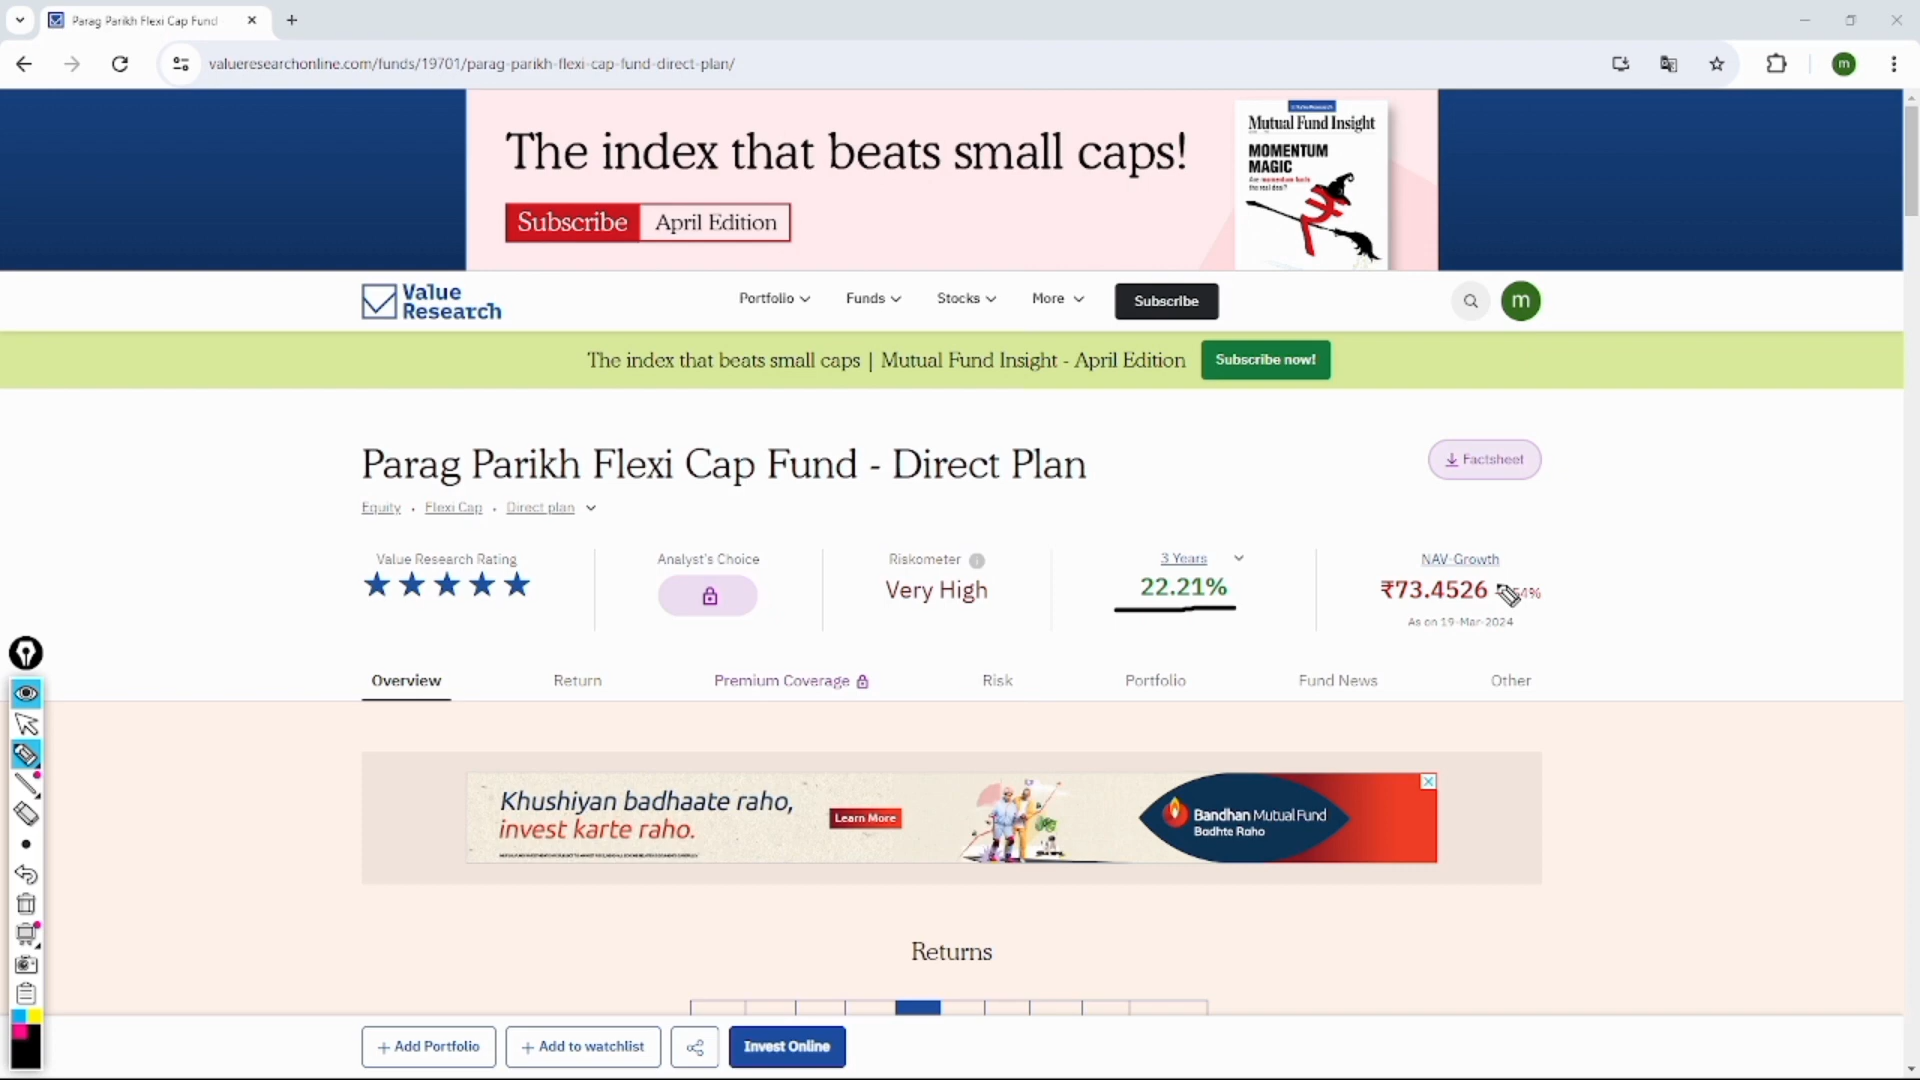 Parag Parikh Flexi Cap Fund
valueresearchonline.com/funds/19701/parag-parikh-flexi-cap-fund-direct-plan/
m
The index that beats small caps!
Subscribe April Edition
Mutual Fund Insight
MOMENTUM
MAGIC
Value
Research
Portfolio Funds Stocks More Subscribe
m
The index that beats small caps | Mutual Fund Insight - April Edition Subscribe now!
Parag Parikh Flexi Cap Fund - Direct Plan
Factsheet
Equity . Flexi Cap . Direct plan
Value Research Rating Analyst's Choice Riskometer 3 Years NAV-Growth
Very High 22.21% ₹73.4526
As on 19-Mar-2024
Overview Return Premium Coverage Risk Portfolio Fund News Other
Khushiyan badhaate raho,
invest karte raho.
Learn More
Bandhan Mutual Fund
Badhte Raho
Returns
+ Add Portfolio + Add to watchlist Invest Online